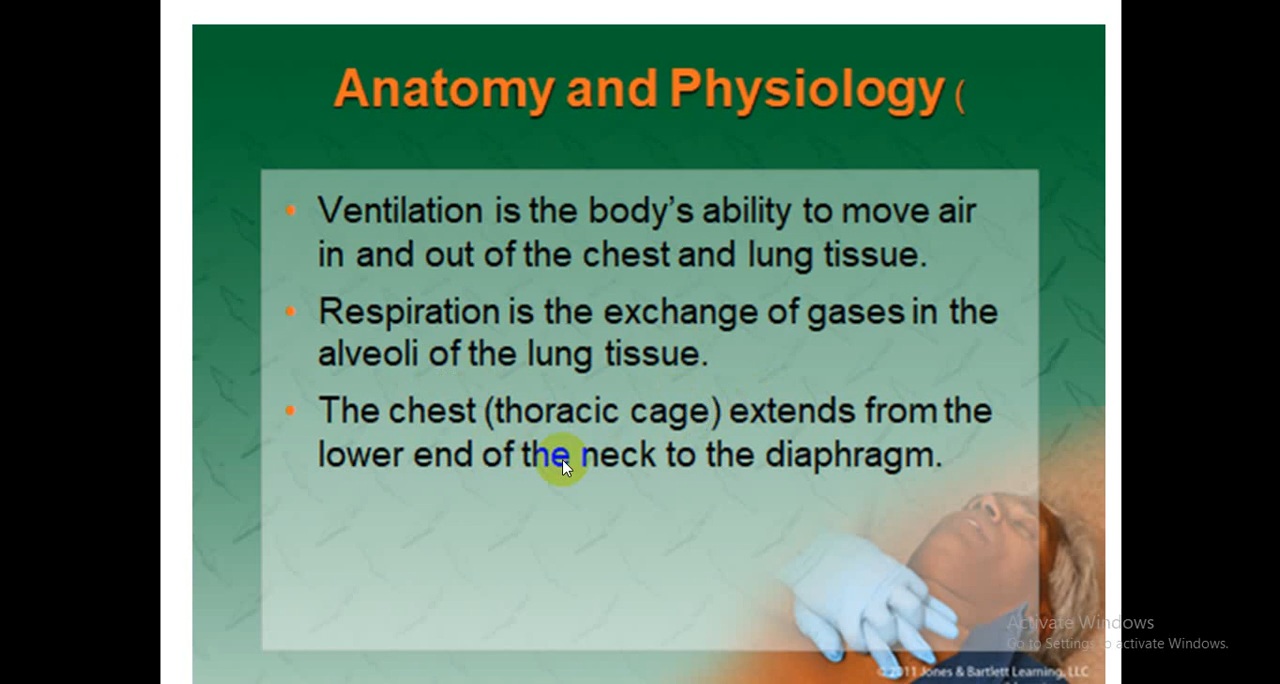 Anatomy and Physiology (
• Ventilation is the body's ability to move air
in and out of the chest and lung tissue.
• Respiration is the exchange of gases in the
alveoli of the lung tissue.
• The chest (thoracic cage) extends from the
lower end of the neck to the diaphragm.
Activate Windows
Go to Settings to activate Windows.
© 2011 Jones & Bartlett Learning, LLC